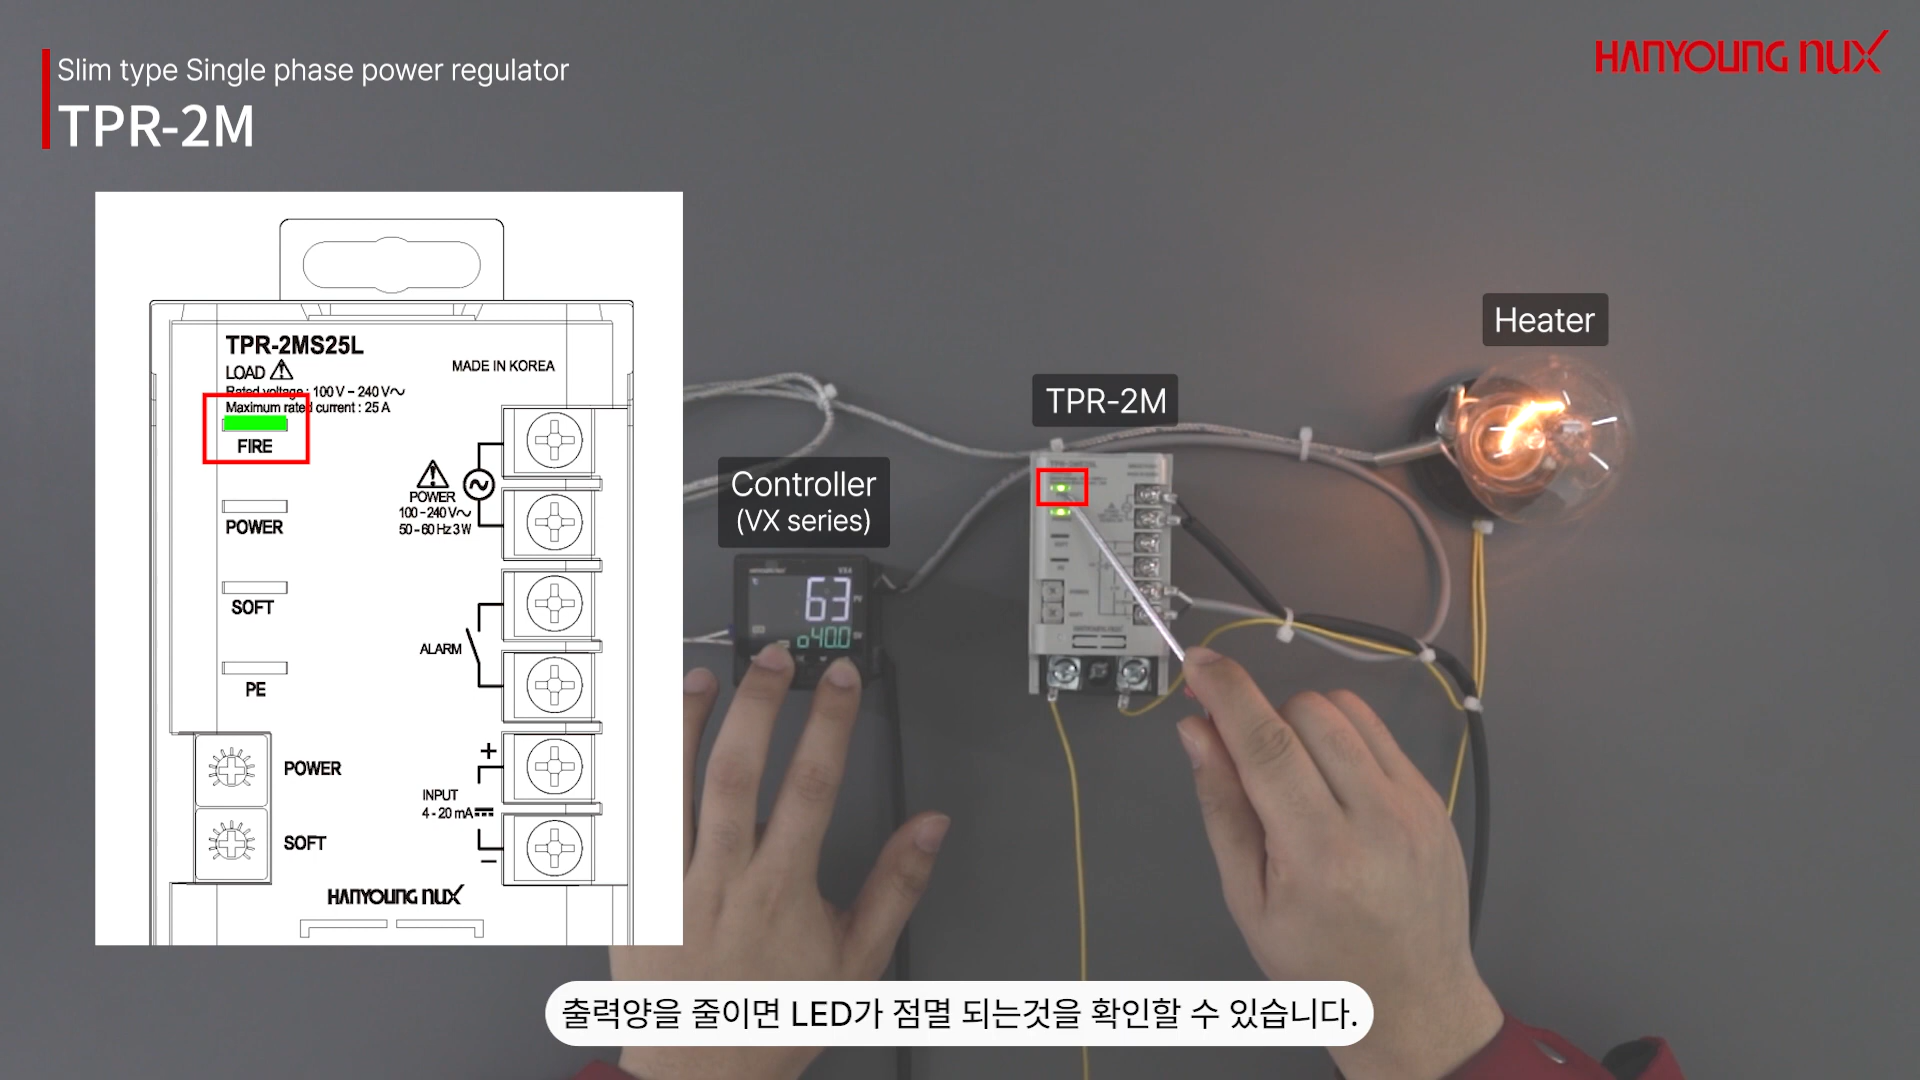 Slim type Single phase power regulator
TPR-2M
HANYOUNG NUX
TPR-2MS25L
LOAD
MADE IN KOREA
Rated voltage : 100 V ~ 240 V~
Maximum rated current : 25 A
FIRE
POWER
SOFT
PE
POWER
100 - 240 V~
50 - 60 Hz 3 W
ALARM
+
INPUT
4 - 20 mA
−
POWER
SOFT
HANYOUNG NUX
Controller
(VX series)
63
040.0
TPR-2M
Heater
출력양을 줄이면 LED가 점멸 되는것을 확인할 수 있습니다.